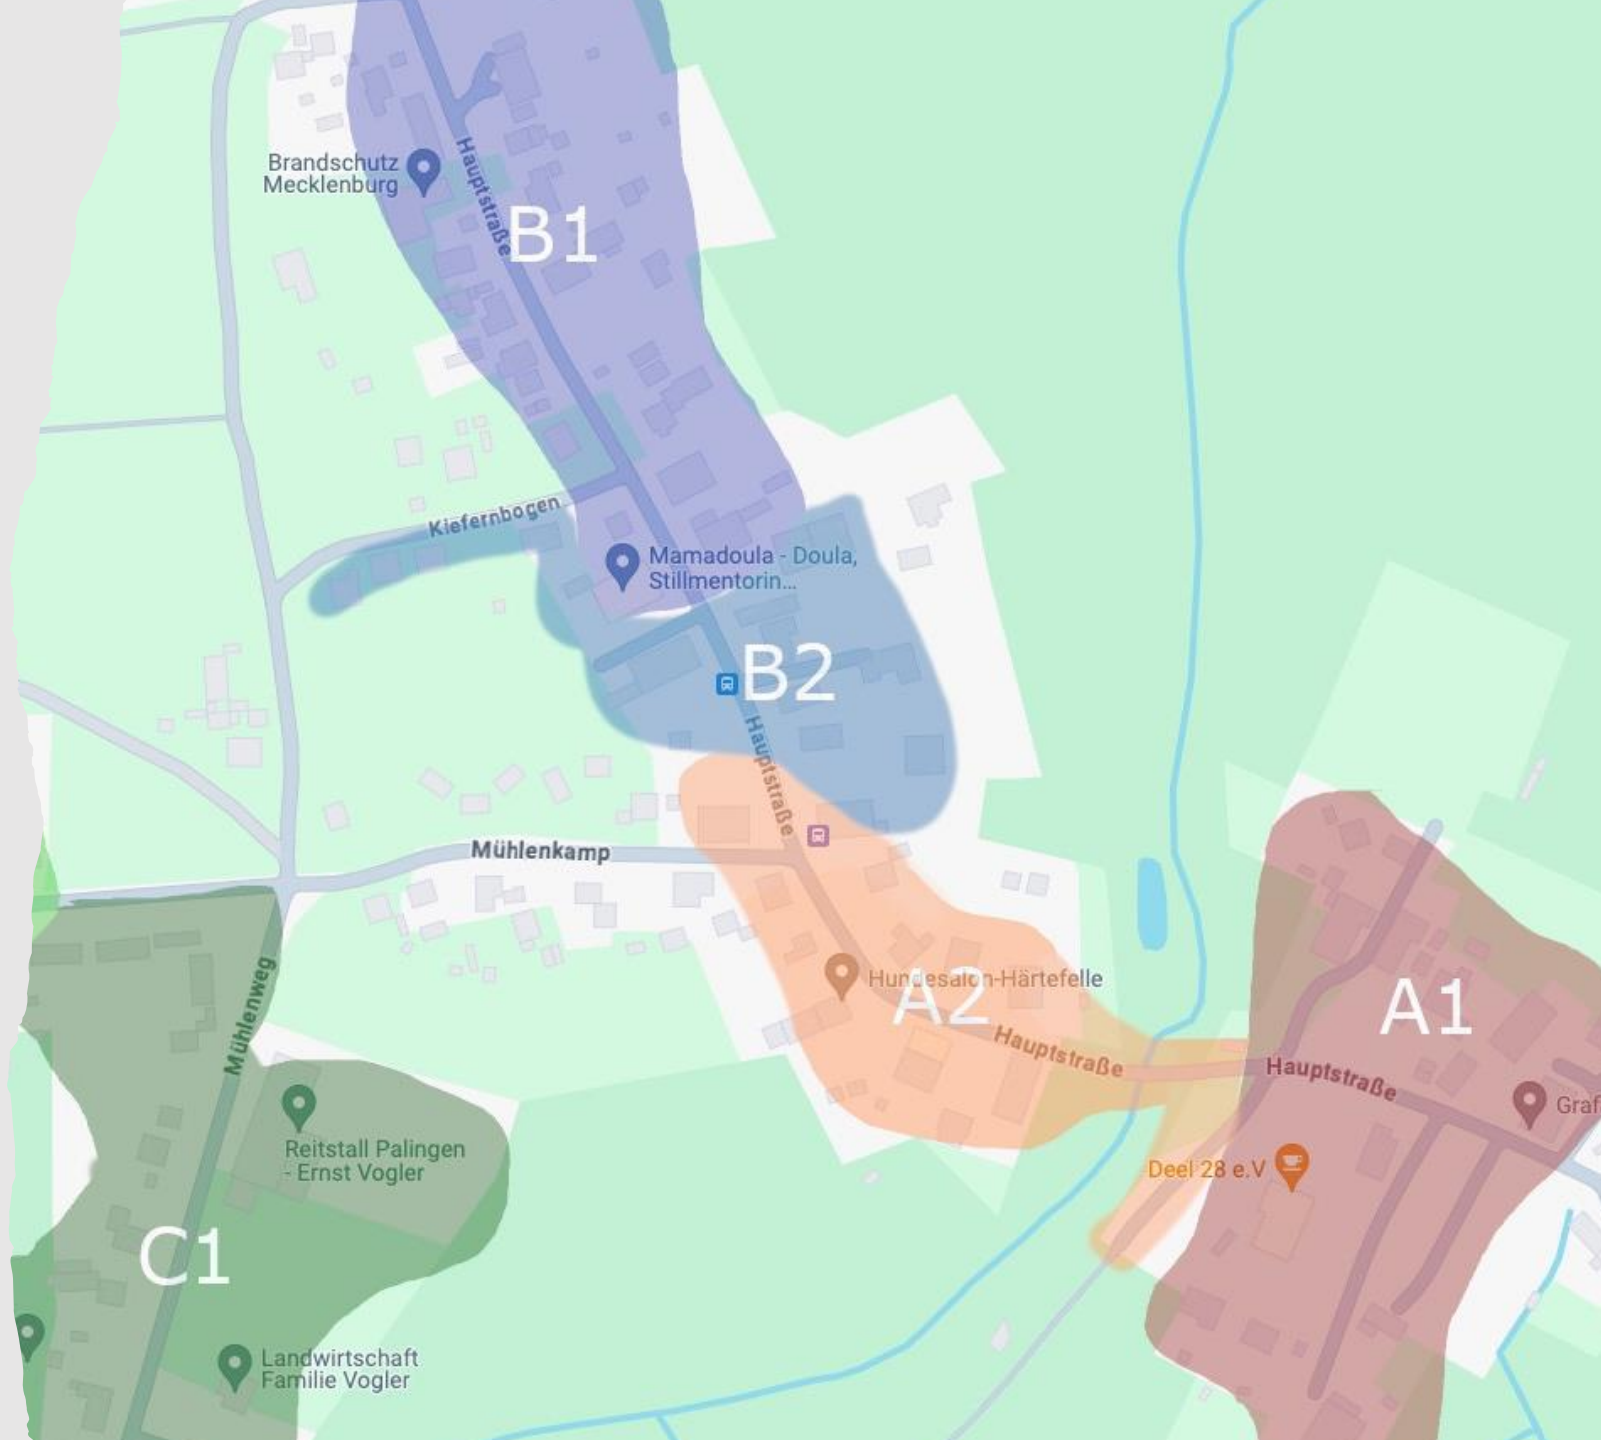 Brandschutz
Mecklenburg
Hauptstraße
B1
Kiefernbogen
Mamadoula - Doula,
Stillmentorin...
B2
Hauptstraße
Mühlenkamp
Hundesalon-Härtefelle
A2
Hauptstraße
A1
Hauptstraße
Graf
Mühlenweg
Reitstall Palingen
- Ernst Vogler
Deel 28 e.V
C1
Landwirtschaft
Familie Vogler